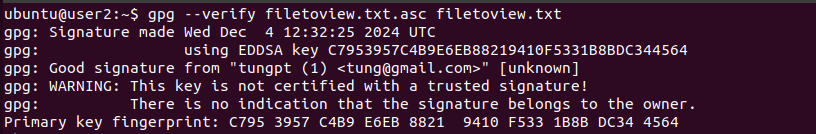 ubuntu@user2:~$ gpg --verify filetoview.txt.asc filetoview.txt
gpg: Signature made Wed Dec  4 12:32:25 2024 UTC
gpg:                using EDDSA key C7953957C4B9E6EB88219410F5331B8BDC344564
gpg: Good signature from "tungpt (1) <tung@gmail.com>" [unknown]
gpg: WARNING: This key is not certified with a trusted signature!
gpg:          There is no indication that the signature belongs to the owner.
Primary key fingerprint: C795 3957 C4B9 E6EB 8821  9410 F533 1B8B DC34 4564